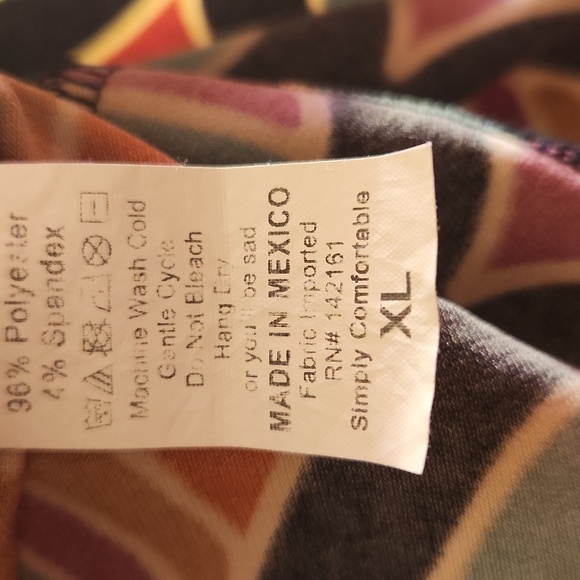 96% Polyester
4% Spandex
Machine Wash Cold
Gentle Cycle
Do Not Bleach
Hang Dry
or you'll be sad
MADE IN MEXICO
Fabric Imported
RN# 142161
Simply Comfortable
XL